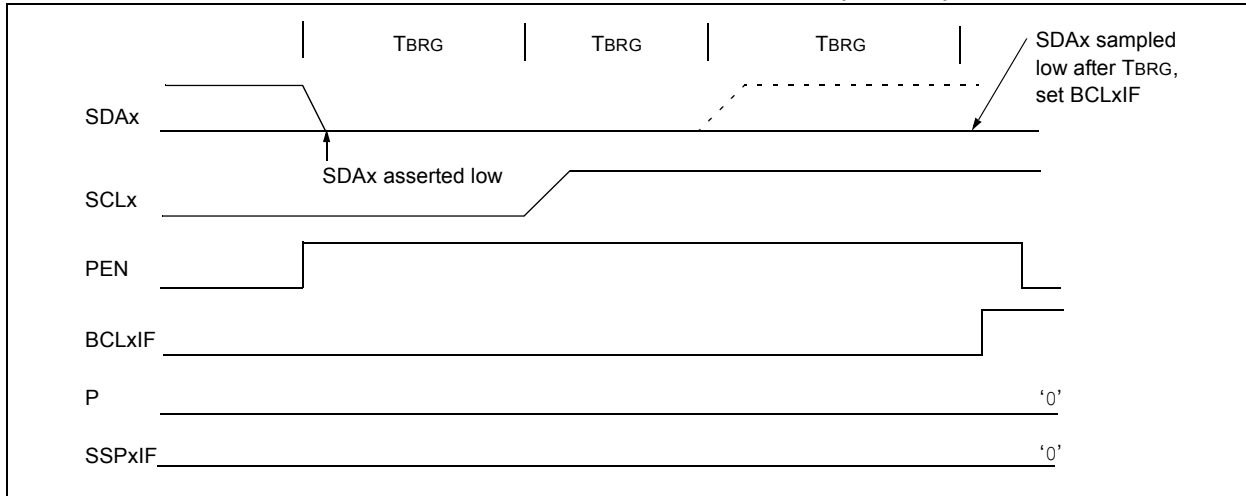 TBRG TBRG TBRG
SDAx sampled
low after TBRG,
set BCLxIF
SDAx
SDAx asserted low
SCLx
PEN
BCLxIF
P '0'
SSPxIF '0'